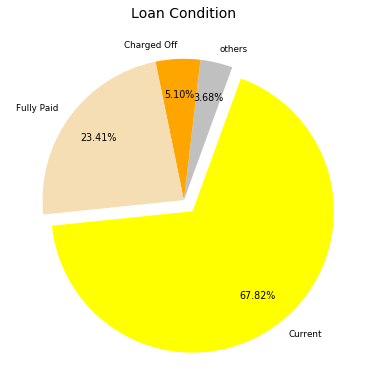 Loan Condition
Charged Off
others
5.10%
3.68%
Fully Paid
23.41%
67.82%
Current